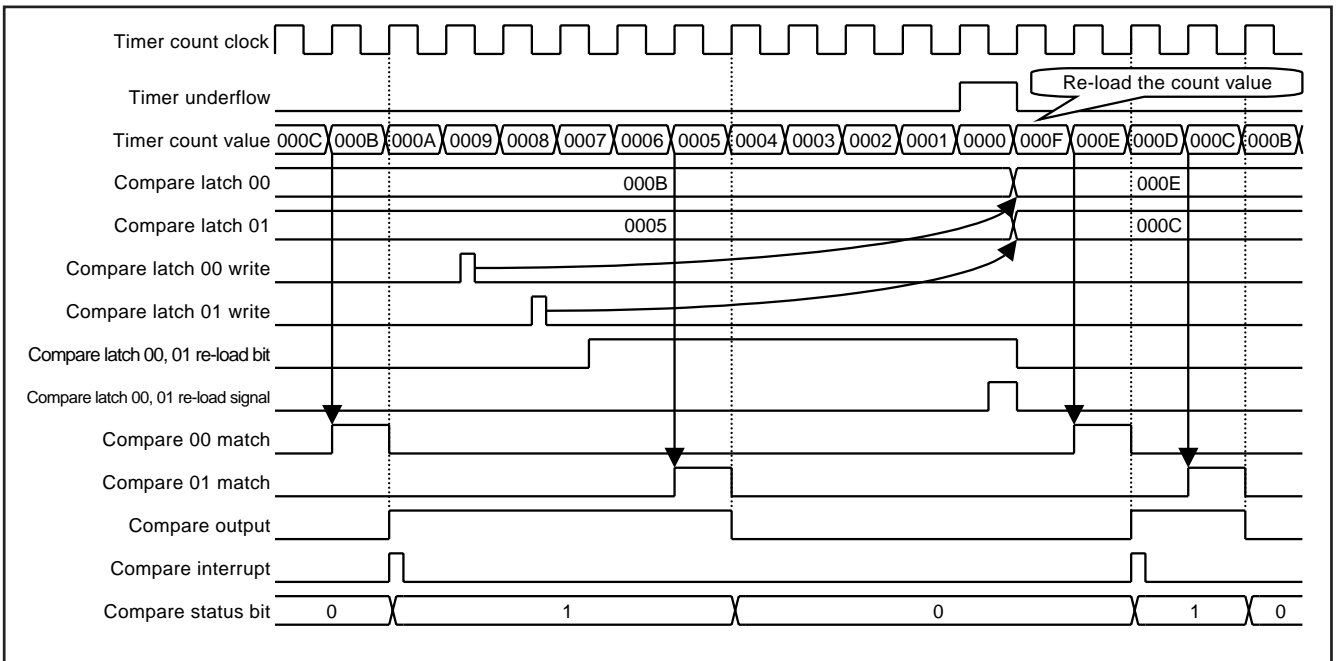 Timer count clock
Re-load the count value
Timer underflow
Timer count value 000C 000B 000A 0009 0008 0007 0006 0005 0004 0003 0002 0001 0000 000F 000E 000D 000C 000B
Compare latch 00 000B 000E
Compare latch 01 0005 000C
Compare latch 00 write
Compare latch 01 write
Compare latch 00, 01 re-load bit
Compare latch 00, 01 re-load signal
Compare 00 match
Compare 01 match
Compare output
Compare interrupt
Compare status bit 0 1 0 1 0